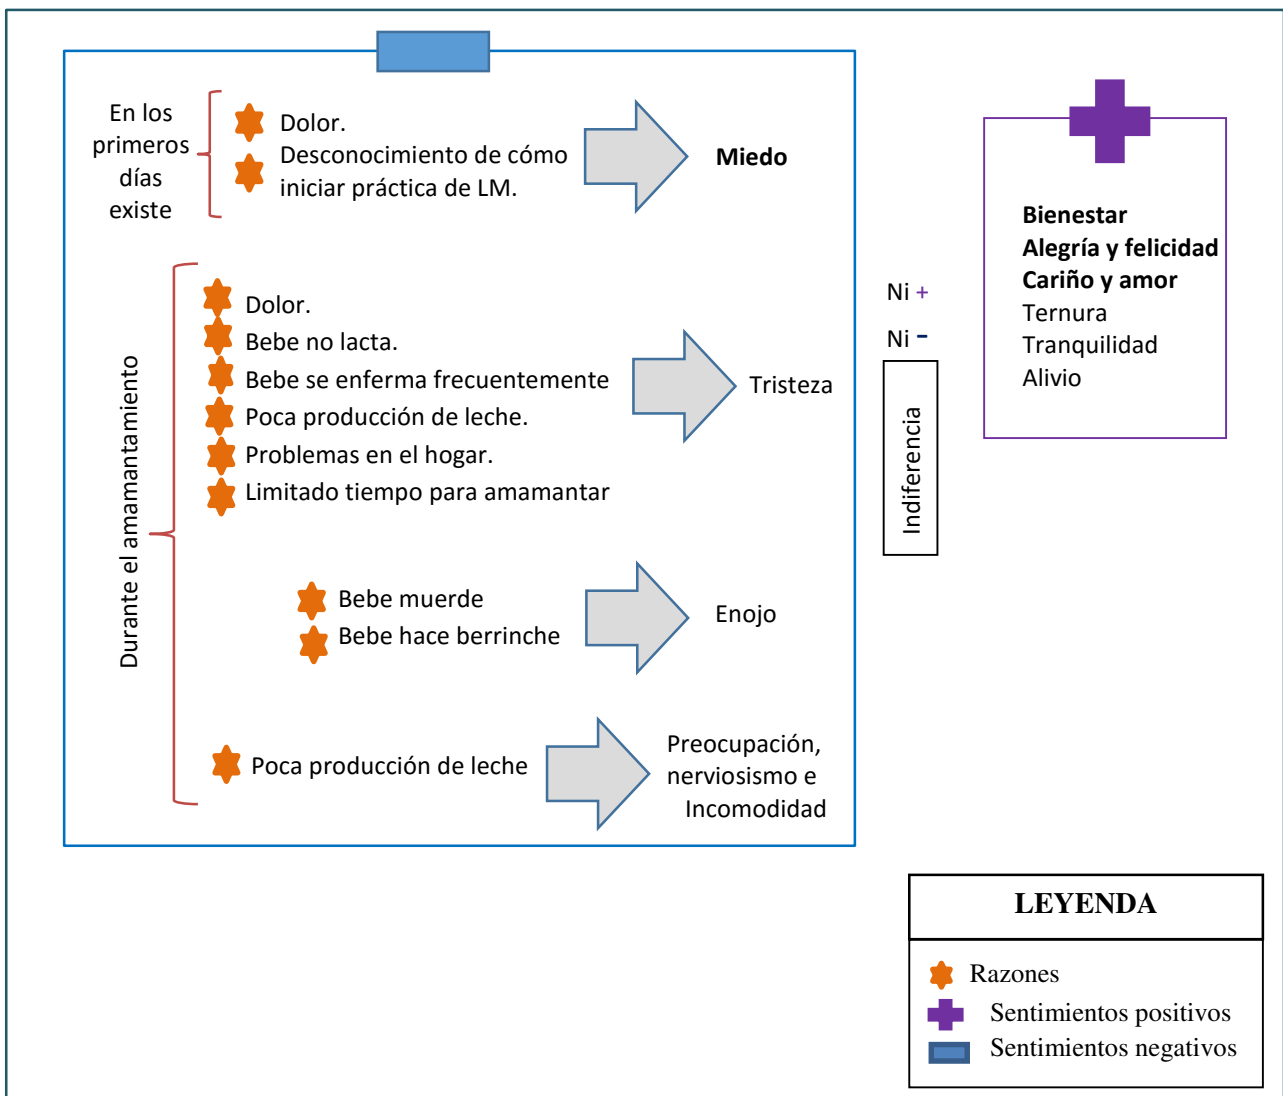 En los
primeros
días
existe
Dolor.
Desconocimiento de cómo
iniciar práctica de LM.
Miedo
Durante el amamantamiento
Dolor.
Bebe no lacta.
Bebe se enferma frecuentemente
Poca producción de leche.
Problemas en el hogar.
Limitado tiempo para amamantar
Tristeza
Bebe muerde
Bebe hace berrinche
Enojo
Poca producción de leche
Preocupación,
nerviosismo e
Incomodidad
Ni +
Ni -
Indiferencia
Bienestar
Alegría y felicidad
Cariño y amor
Ternura
Tranquilidad
Alivio
LEYENDA
Razones
Sentimientos positivos
Sentimientos negativos